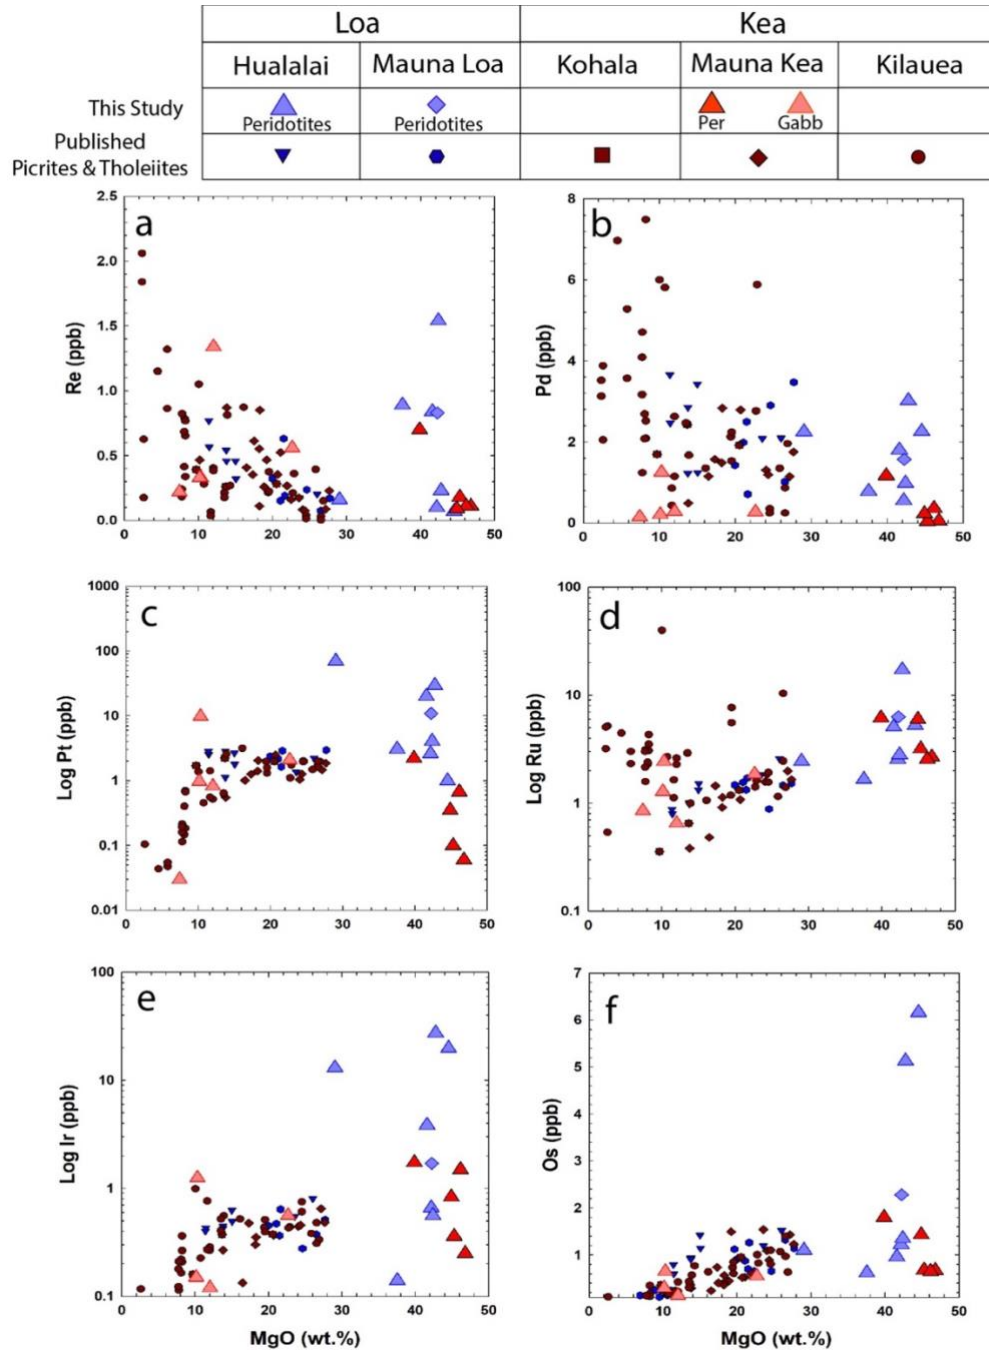 Loa Kea
Hualalai Mauna Loa Kohala Mauna Kea Kilauea
This Study
Peridotites Peridotites Per Gabb
Published
Picrites & Tholeiites
a
2.5
2.0
1.5
1.0
0.5
0.0
Re (ppb)
0 10 20 30 40 50
b
8
6
4
2
0
Pd (ppb)
0 10 20 30 40 50
c
1000
100
10
1
0.1
0.01
Log Pt (ppb)
0 10 20 30 40 50
d
100
10
1
0.1
Log Ru (ppb)
0 10 20 30 40 50
e
100
10
1
0.1
Log Ir (ppb)
0 10 20 30 40 50
MgO (wt.%)
f
7
6
5
4
3
2
1
Os (ppb)
0 10 20 30 40 50
MgO (wt.%)